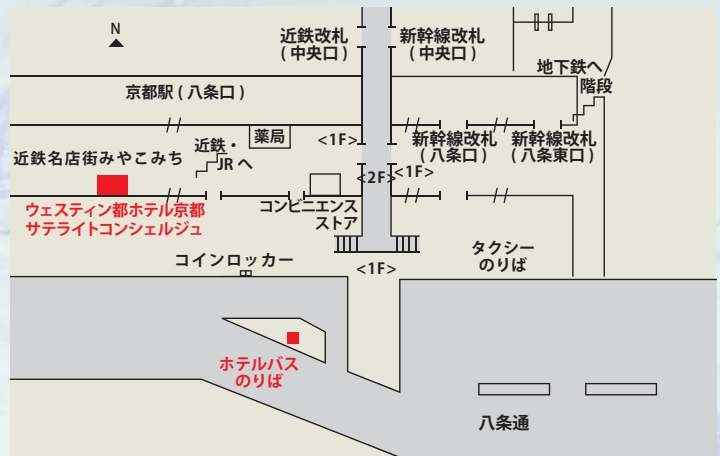 N
近鉄改札
(中央口)
新幹線改札
(中央口)
地下鉄へ
階段
京都駅(八条口)
薬局
<1F>
新幹線改札
(八条口)
新幹線改札
(八条東口)
近鉄・
JRへ
近鉄名店街みやこみち
<2F>
<1F>
ウェスティン都ホテル京都
サテライトコンシェルジュ
コンビニエンス
ストア
コインロッカー
<1F>
タクシー
のりば
ホテルバス
のりば
八条通